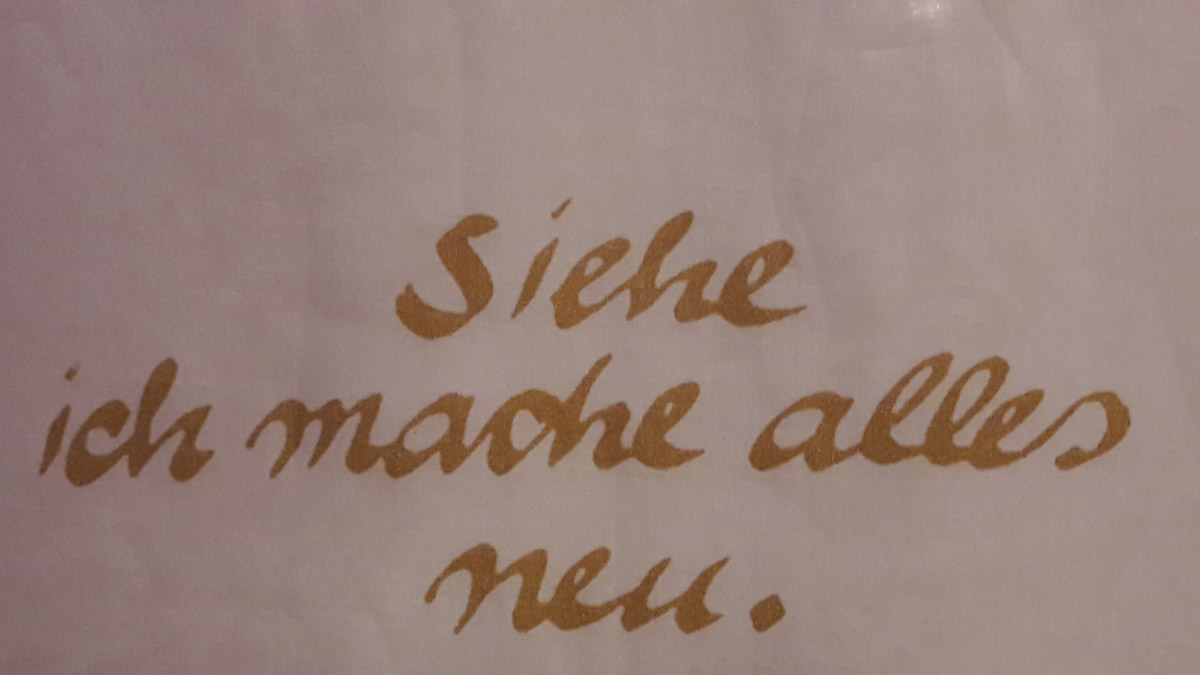 Siehe
ich mache alles
neu.